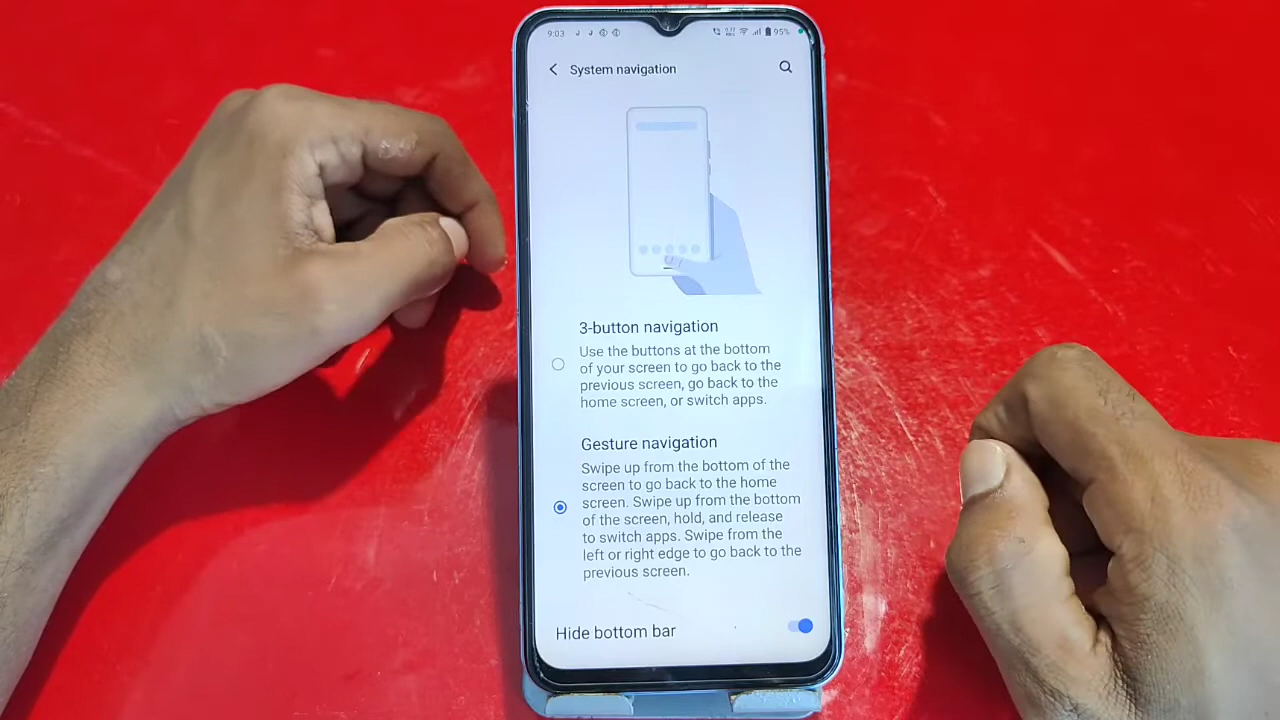 9:03 95%
System navigation
3-button navigation
Use the buttons at the bottom
of your screen to go back to the
previous screen, go back to the
home screen, or switch apps.
Gesture navigation
Swipe up from the bottom of the
screen to go back to the home
screen. Swipe up from the bottom
of the screen, hold, and release
to switch apps. Swipe from the
left or right edge to go back to the
previous screen.
Hide bottom bar